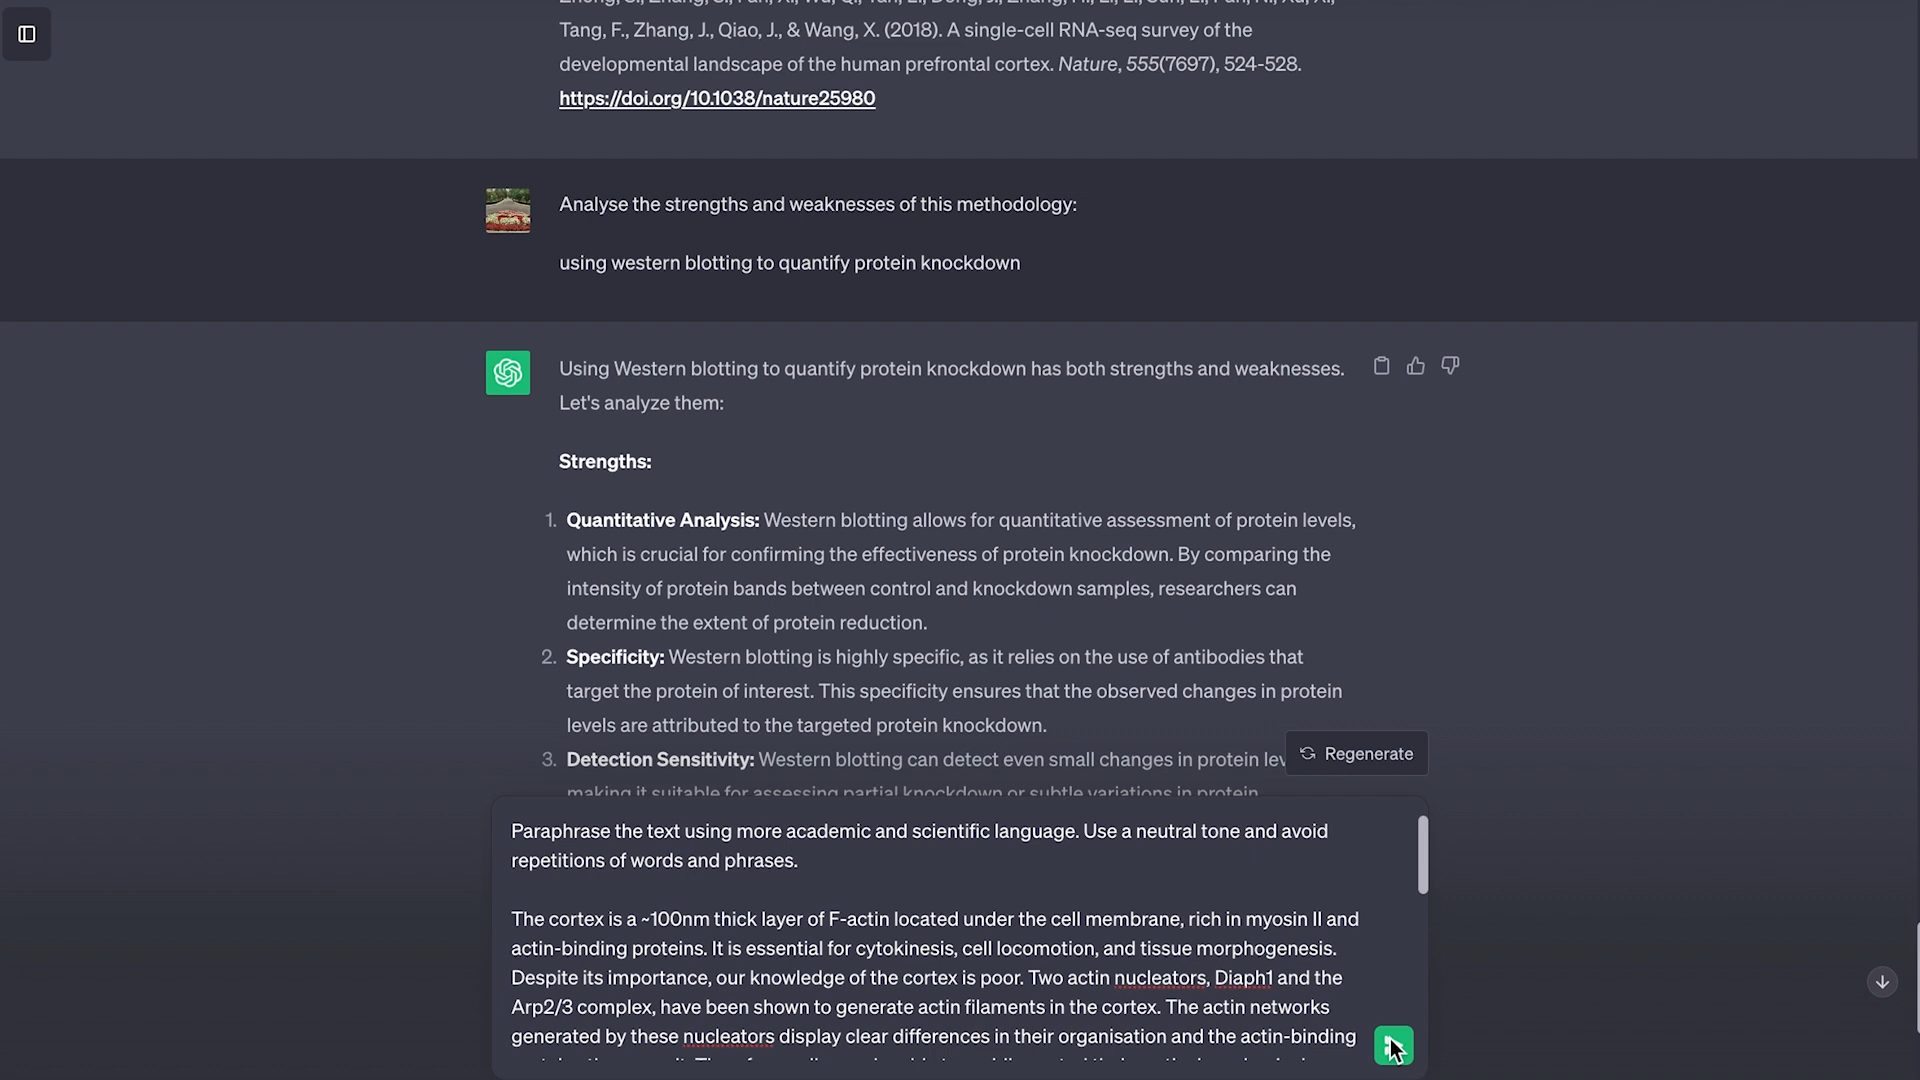 Tang, F., Zhang, J., Qiao, J., & Wang, X. (2018). A single-cell RNA-seq survey of the
developmental landscape of the human prefrontal cortex. Nature, 555(7697), 524-528.
https://doi.org/10.1038/nature25980
Analyse the strengths and weaknesses of this methodology:
using western blotting to quantify protein knockdown
Using Western blotting to quantify protein knockdown has both strengths and weaknesses.
Let's analyze them:
Strengths:
1. Quantitative Analysis: Western blotting allows for quantitative assessment of protein levels,
which is crucial for confirming the effectiveness of protein knockdown. By comparing the
intensity of protein bands between control and knockdown samples, researchers can
determine the extent of protein reduction.
2. Specificity: Western blotting is highly specific, as it relies on the use of antibodies that
target the protein of interest. This specificity ensures that the observed changes in protein
levels are attributed to the targeted protein knockdown.
3. Detection Sensitivity: Western blotting can detect even small changes in protein lev
making it suitable for assessing partial knockdown or subtle variations in protein
Regenerate
Paraphrase the text using more academic and scientific language. Use a neutral tone and avoid
repetitions of words and phrases.
The cortex is a ~100nm thick layer of F-actin located under the cell membrane, rich in myosin II and
actin-binding proteins. It is essential for cytokinesis, cell locomotion, and tissue morphogenesis.
Despite its importance, our knowledge of the cortex is poor. Two actin nucleators, Diaph1 and the
Arp2/3 complex, have been shown to generate actin filaments in the cortex. The actin networks
generated by these nucleators display clear differences in their organisation and the actin-binding